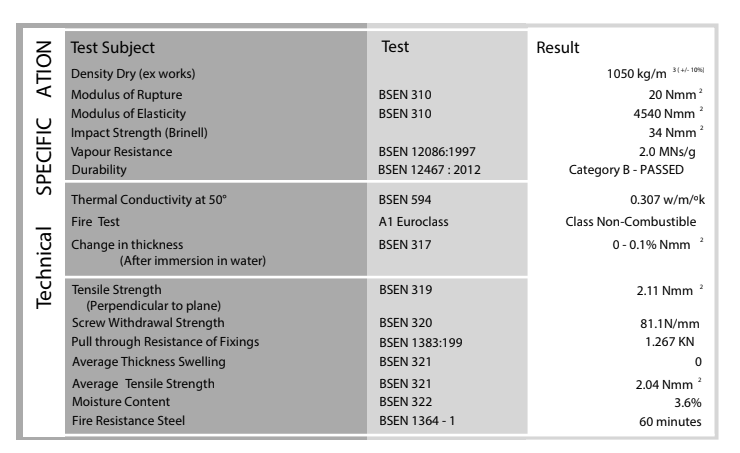 Technical SPECIFIC ATION
Test Subject Test Result
Density Dry (ex works) 1050 kg/m 3 ( +/- 10%)
Modulus of Rupture BSEN 310 20 Nmm 2
Modulus of Elasticity BSEN 310 4540 Nmm 2
Impact Strength (Brinell) 34 Nmm 2
Vapour Resistance BSEN 12086:1997 2.0 MNs/g
Durability BSEN 12467 : 2012 Category B - PASSED
Thermal Conductivity at 50° BSEN 594 0.307 w/m/ºk
Fire Test A1 Euroclass Class Non-Combustible
Change in thickness BSEN 317 0 - 0.1% Nmm 2
(After immersion in water)
Tensile Strength BSEN 319 2.11 Nmm 2
(Perpendicular to plane)
Screw Withdrawal Strength BSEN 320 81.1N/mm
Pull through Resistance of Fixings BSEN 1383:199 1.267 KN
Average Thickness Swelling BSEN 321 0
Average Tensile Strength BSEN 321 2.04 Nmm 2
Moisture Content BSEN 322 3.6%
Fire Resistance Steel BSEN 1364 - 1 60 minutes